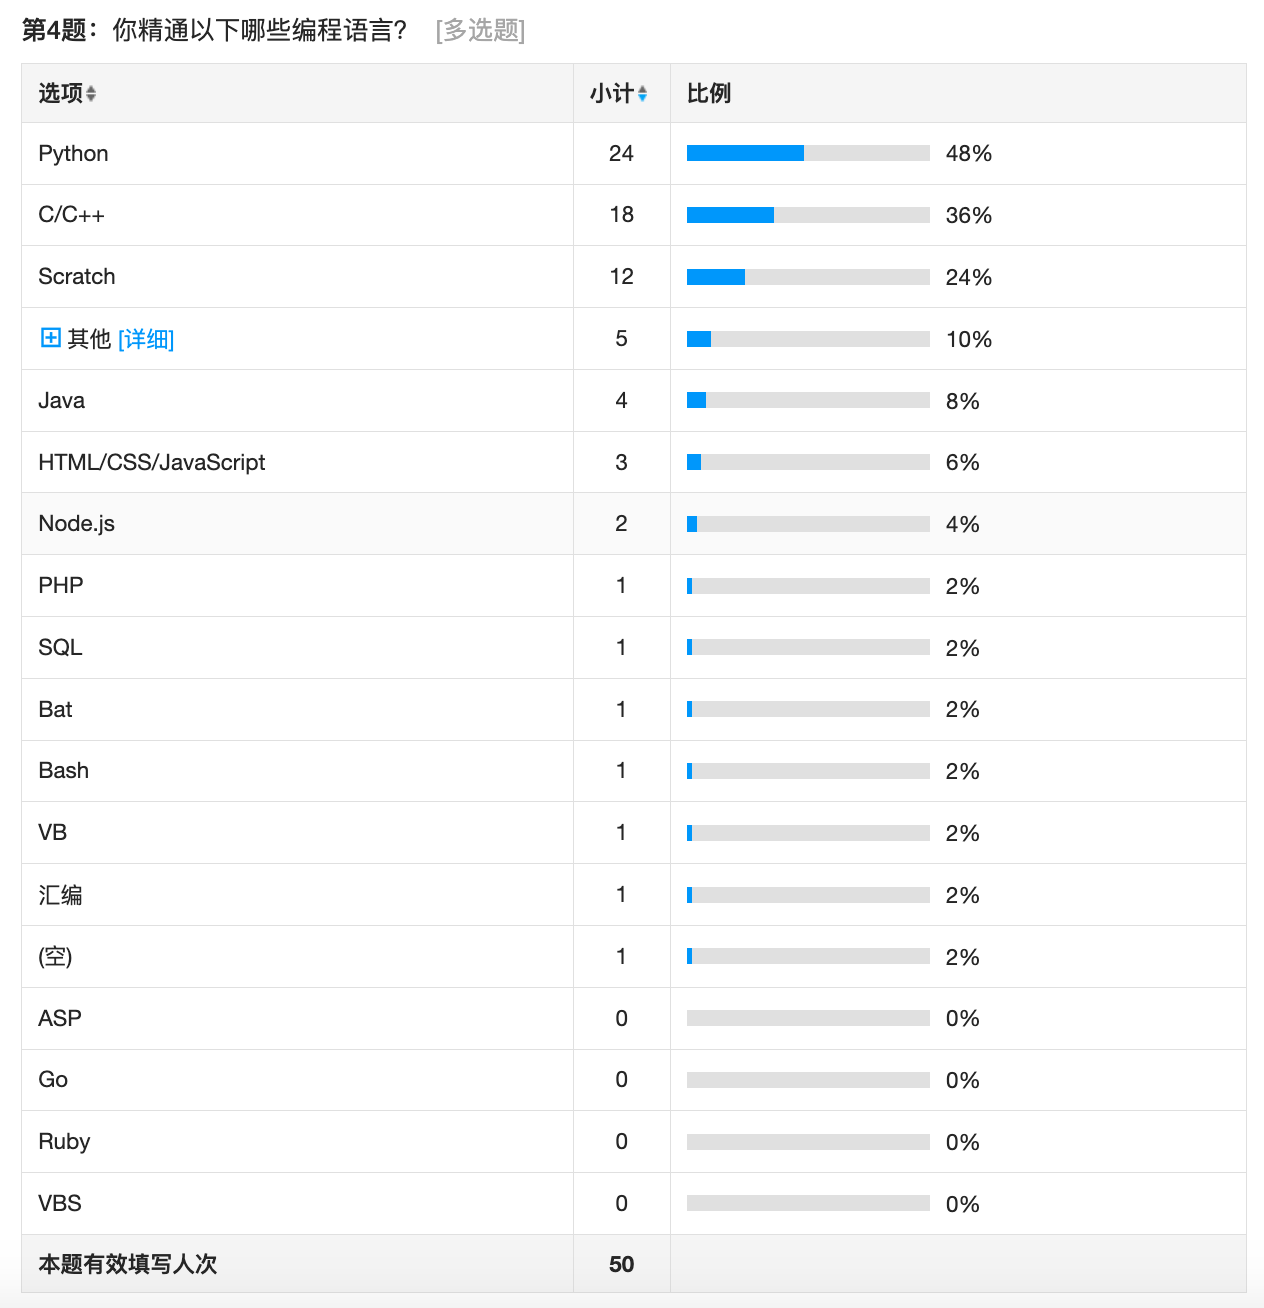 第4题：你精通以下哪些编程语言？ [多选题]
选项 小计 比例
Python 24 48%
C/C++ 18 36%
Scratch 12 24%
其他 [详细] 5 10%
Java 4 8%
HTML/CSS/JavaScript 3 6%
Node.js 2 4%
PHP 1 2%
SQL 1 2%
Bat 1 2%
Bash 1 2%
VB 1 2%
汇编 1 2%
(空) 1 2%
ASP 0 0%
Go 0 0%
Ruby 0 0%
VBS 0 0%
本题有效填写人次 50